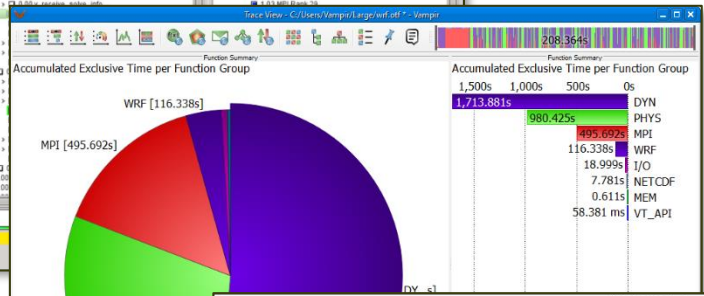 Trace View - C:/Users/Vampir/Large/wrf.otf * - Vampir
208.364s
Function Summary
Function Summary
Accumulated Exclusive Time per Function Group
Accumulated Exclusive Time per Function Group
1,500s 1,000s 500s 0s
WRF [116.338s]
MPI [495.692s]
1,713.881s DYN
980.425s PHYS
495.692s MPI
116.338s WRF
18.999s I/O
7.781s NETCDF
0.611s MEM
58.381 ms VT_API